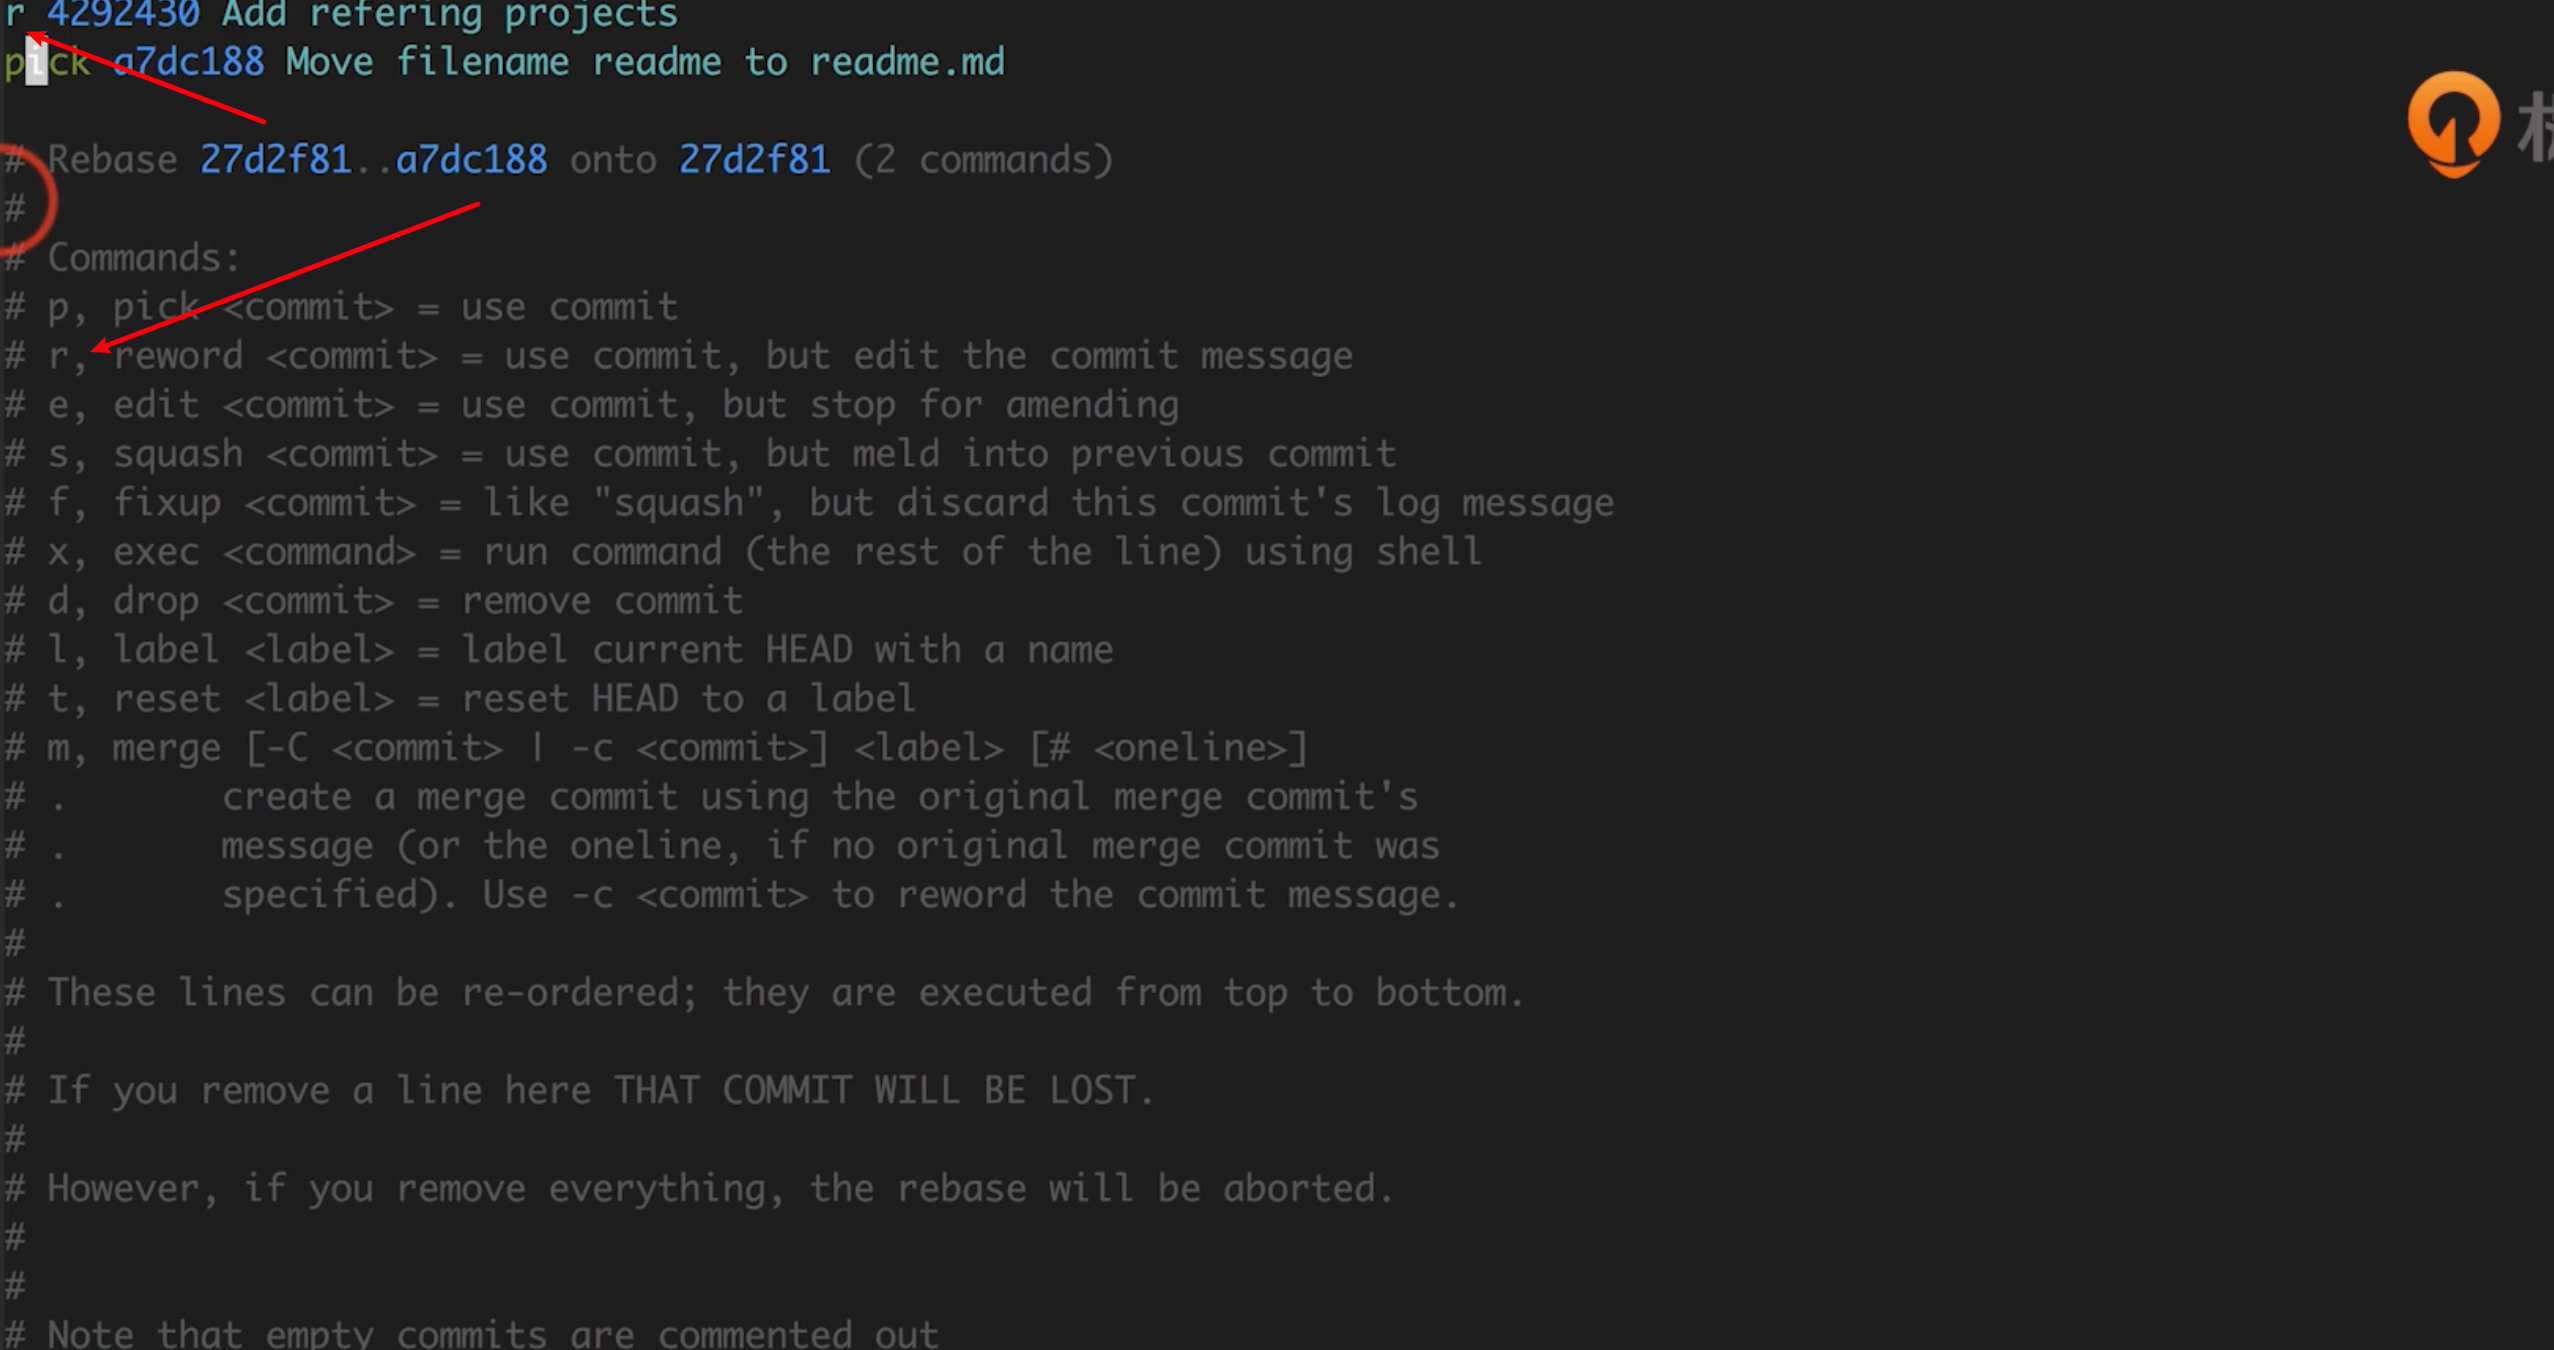 r 4292430 Add refering projects
pick a7dc188 Move filename readme to readme.md
# Rebase 27d2f81..a7dc188 onto 27d2f81 (2 commands)
#
# Commands:
# p, pick <commit> = use commit
# r, reword <commit> = use commit, but edit the commit message
# e, edit <commit> = use commit, but stop for amending
# s, squash <commit> = use commit, but meld into previous commit
# f, fixup <commit> = like "squash", but discard this commit's log message
# x, exec <command> = run command (the rest of the line) using shell
# d, drop <commit> = remove commit
# l, label <label> = label current HEAD with a name
# t, reset <label> = reset HEAD to a label
# m, merge [-C <commit> | -c <commit>] <label> [# <oneline>]
# .       create a merge commit using the original merge commit's
# .       message (or the oneline, if no original merge commit was
# .       specified). Use -c <commit> to reword the commit message.
#
# These lines can be re-ordered; they are executed from top to bottom.
#
# If you remove a line here THAT COMMIT WILL BE LOST.
#
# However, if you remove everything, the rebase will be aborted.
#
#
# Note that empty commits are commented out